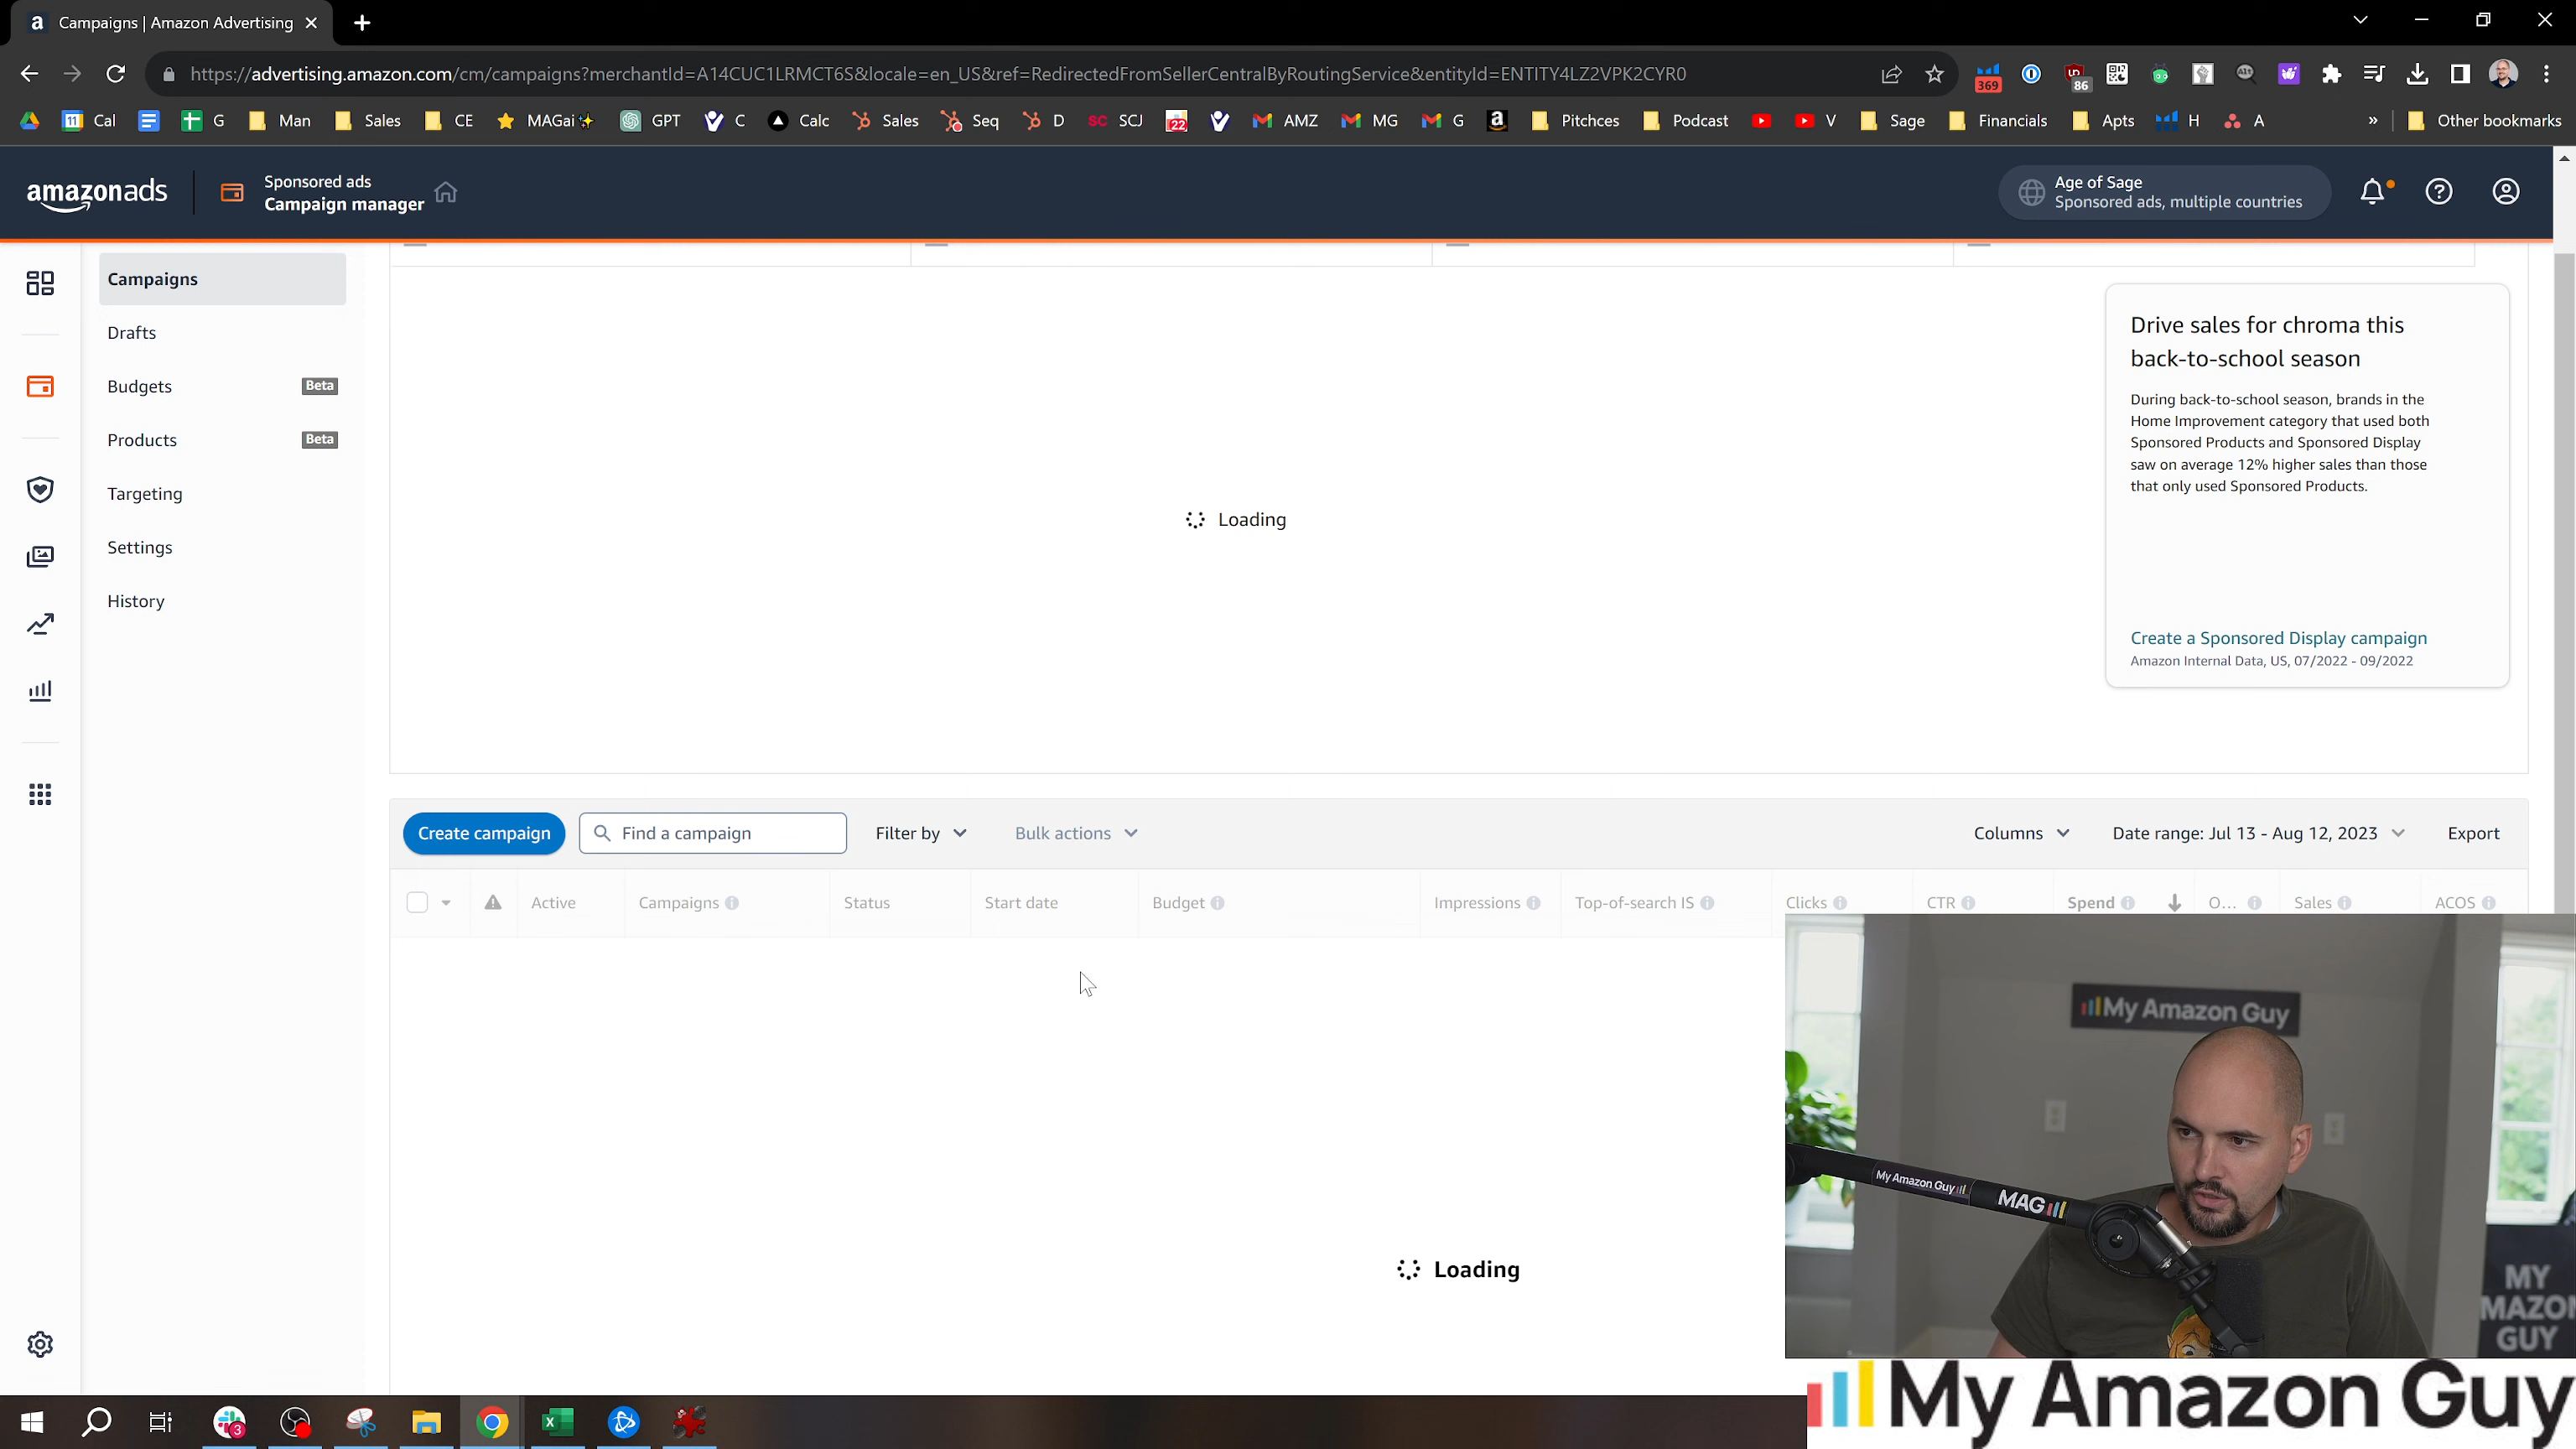 Campaigns | Amazon Advertising
https://advertising.amazon.com/cm/campaigns?merchantId=A14CUC1LRMCT6S&locale=en_US&ref=RedirectedFromSellerCentralByRoutingService&entityId=ENTITY4LZ2VPK2CYR0
369
86
11 Cal
G
Man
Sales
CE
MAGai
GPT
C
Calc
Sales
Seq
D
SC SCJ
22
AMZ
MG
G
Pitchces
Podcast
V
Sage
Financials
Apts
H
A
»
Other bookmarks
amazonads
Sponsored ads
Campaign manager
Age of Sage
Sponsored ads, multiple countries
Campaigns
Drafts
Budgets Beta
Products Beta
Targeting
Settings
History
Loading
Drive sales for chroma this
back-to-school season
During back-to-school season, brands in the
Home Improvement category that used both
Sponsored Products and Sponsored Display
saw on average 12% higher sales than those
that only used Sponsored Products.
Create a Sponsored Display campaign
Amazon Internal Data, US, 07/2022 - 09/2022
Create campaign
Find a campaign
Filter by
Bulk actions
Columns
Date range: Jul 13 - Aug 12, 2023
Export
Active Campaigns Status Start date Budget Impressions Top-of-search IS Clicks CTR Spend O... Sales ACOS
Loading
My Amazon Guy
My Amazon Guy
MAG
MY
MAZON
GUY
3
My Amazon Guy